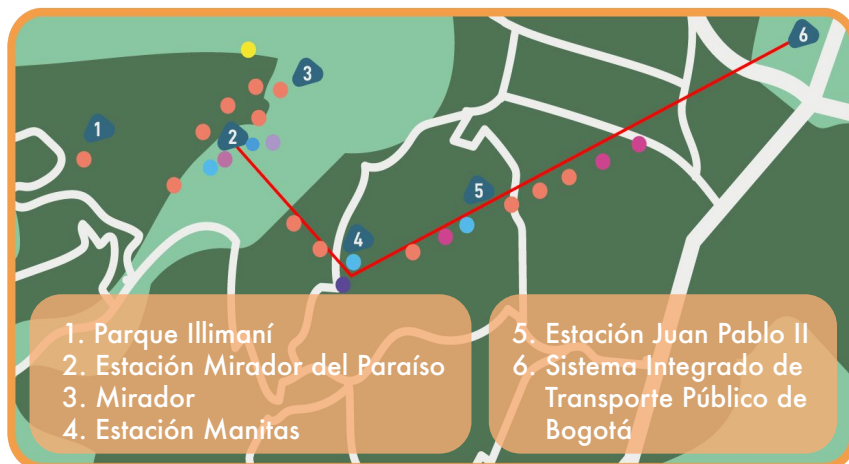 1
2
3
4
5
6
1. Parque Illimaní
2. Estación Mirador del Paraíso
3. Mirador
4. Estación Manitas
5. Estación Juan Pablo II
6. Sistema Integrado de
Transporte Público de
Bogotá